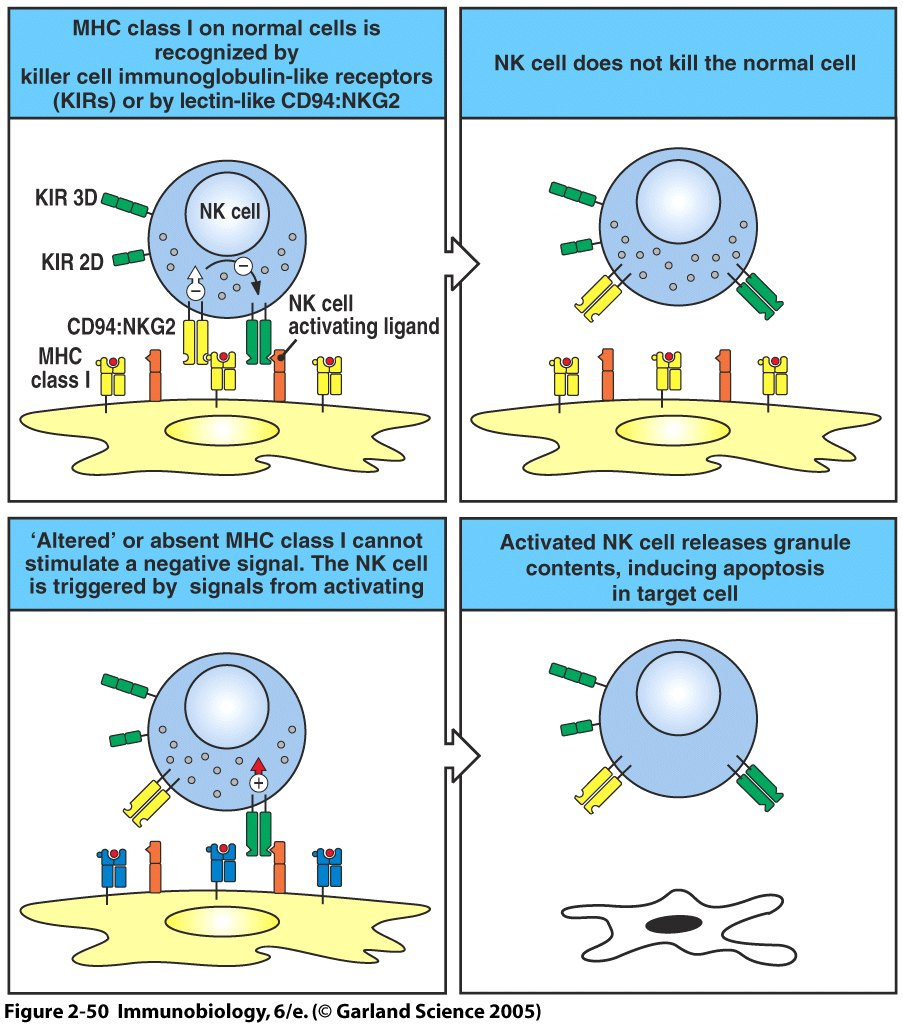 MHC class I on normal cells is
recognized by
killer cell immunoglobulin-like receptors
(KIRs) or by lectin-like CD94:NKG2
NK cell does not kill the normal cell
KIR 3D
NK cell
KIR 2D
−
−
CD94:NKG2
NK cell
activating ligand
MHC
class I
‘Altered’ or absent MHC class I cannot
stimulate a negative signal. The NK cell
is triggered by signals from activating
Activated NK cell releases granule
contents, inducing apoptosis
in target cell
+
Figure 2-50 Immunobiology, 6/e. (© Garland Science 2005)